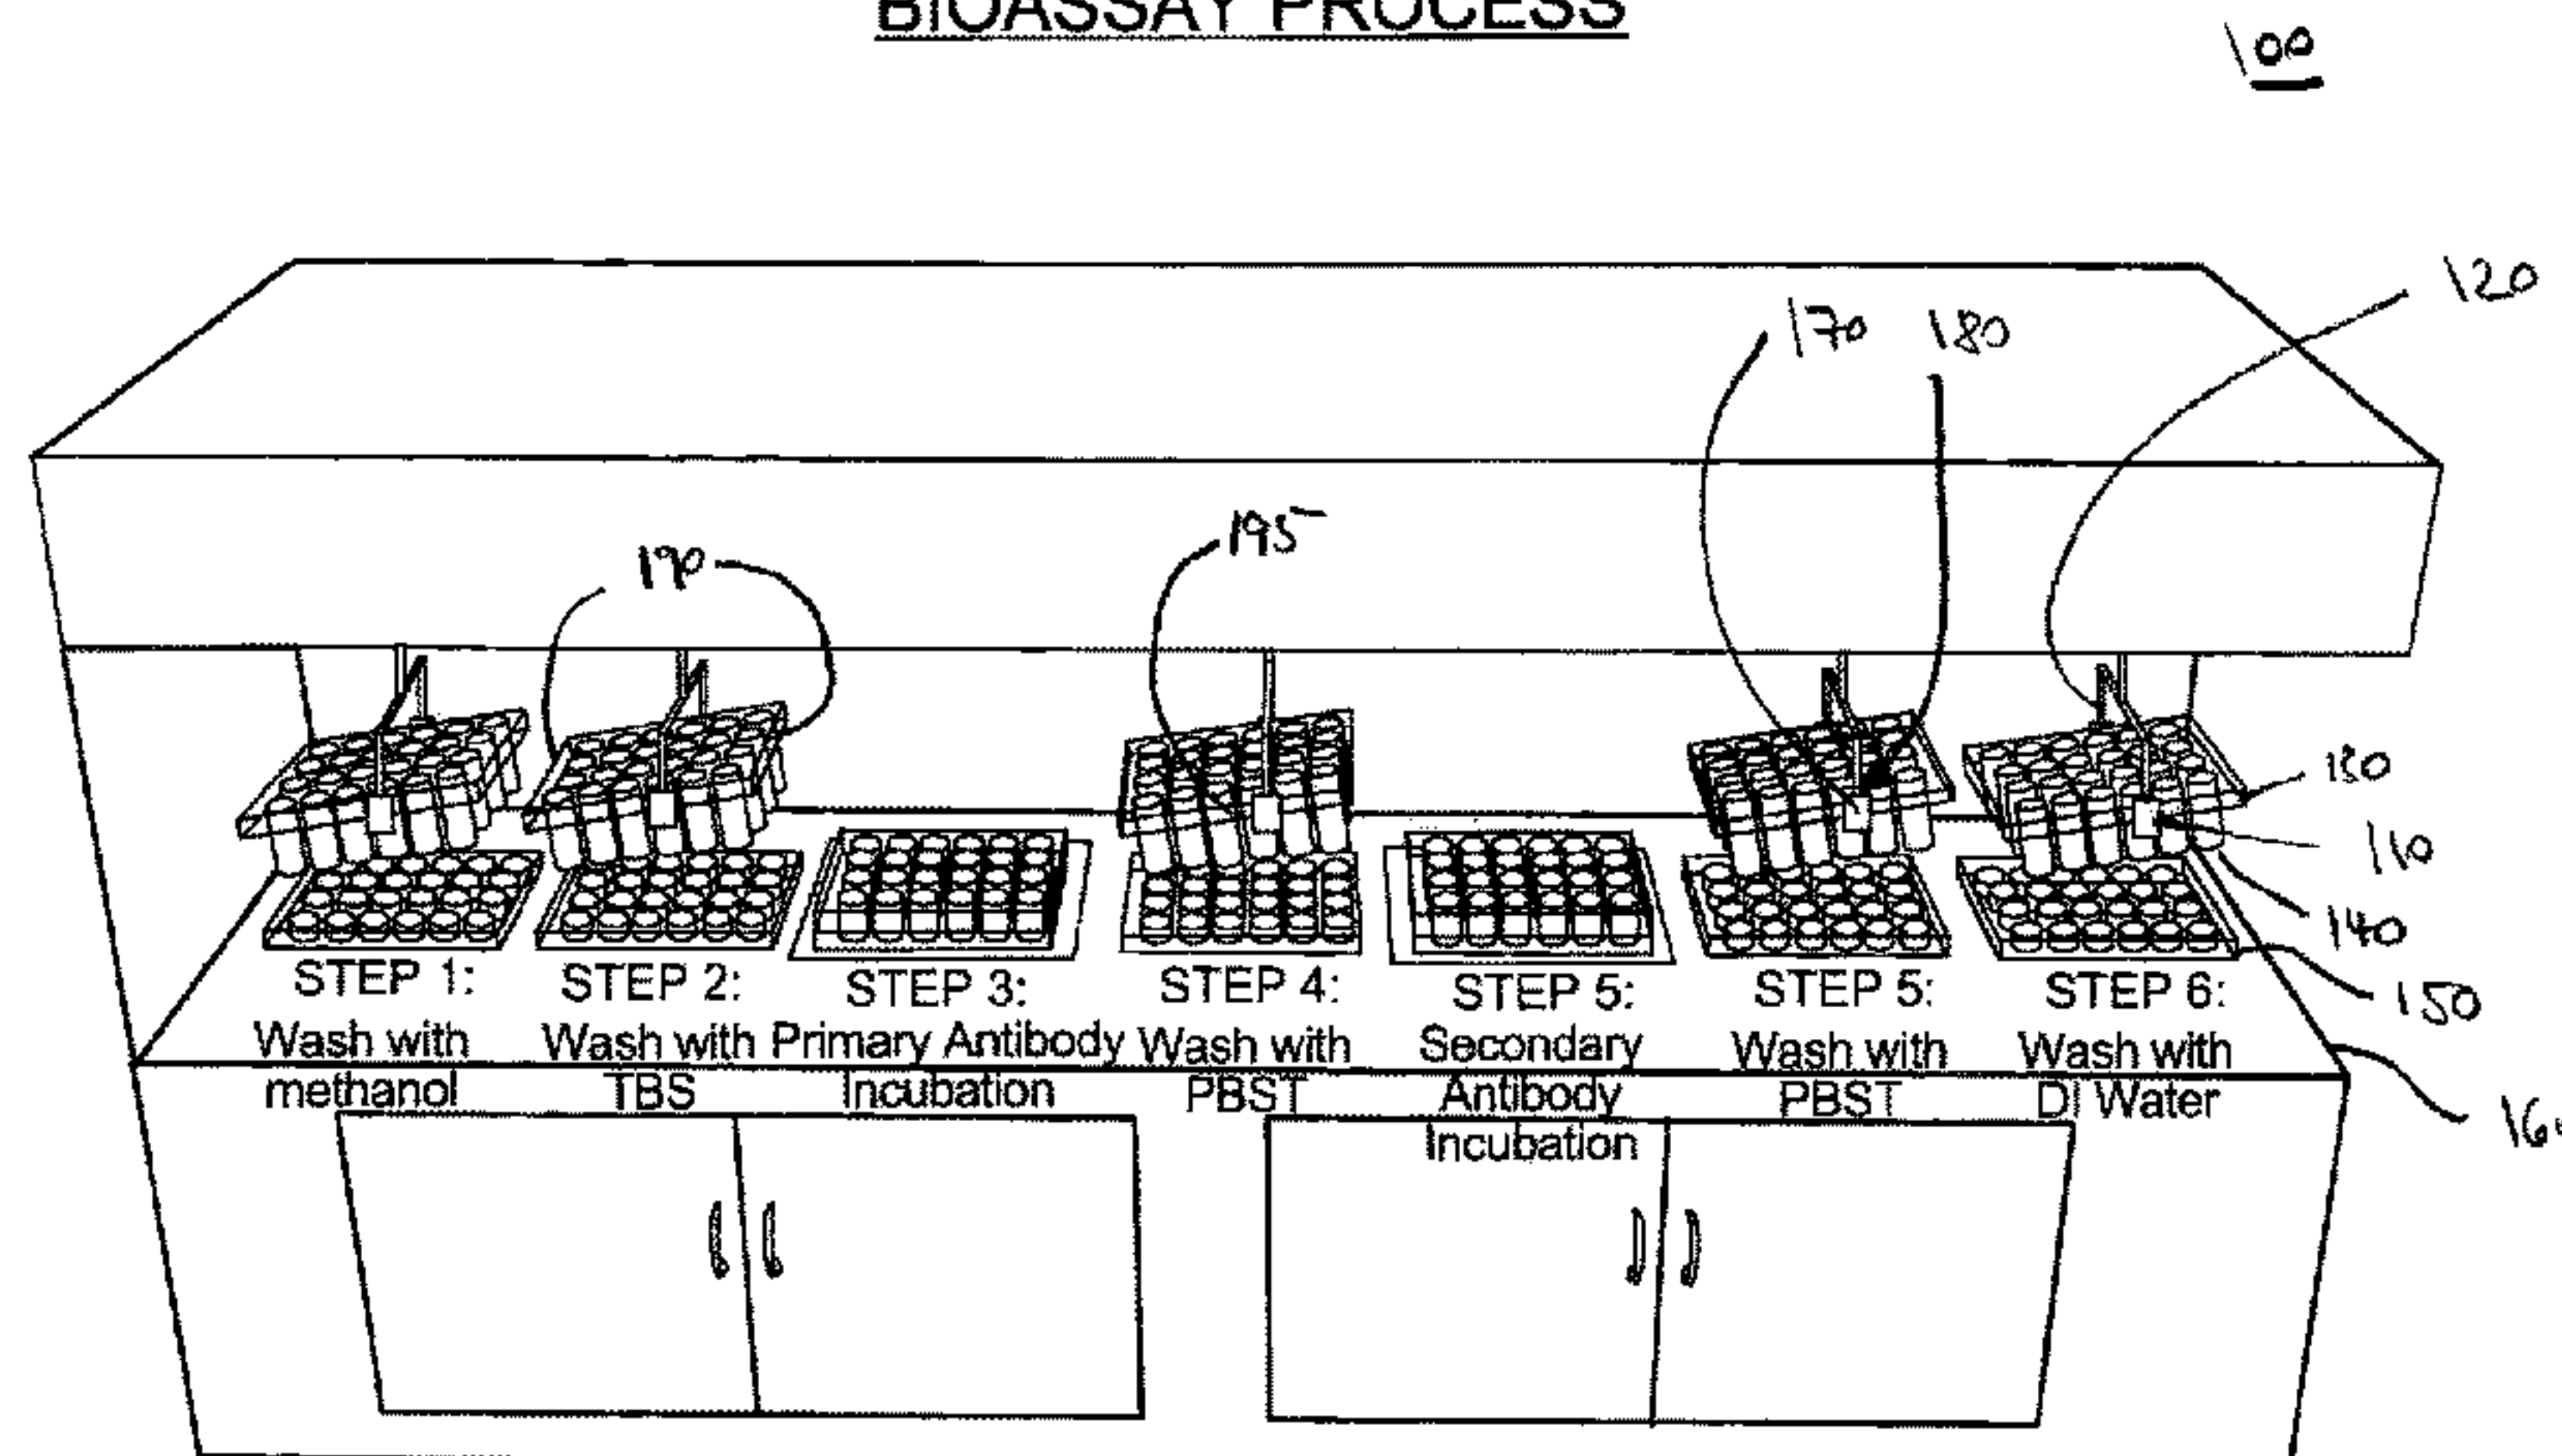 BIOASSAY PROCESS
100
120
170
180
195
190
110
140
150
STEP 1:
Wash with
methanol
STEP 2:
Wash with
TBS
STEP 3:
Primary Antibody
Incubation
STEP 4:
Wash with
PBST
STEP 5:
Secondary
Antibody
Incubation
STEP 5:
Wash with
PBST
STEP 6:
Wash with
DI Water